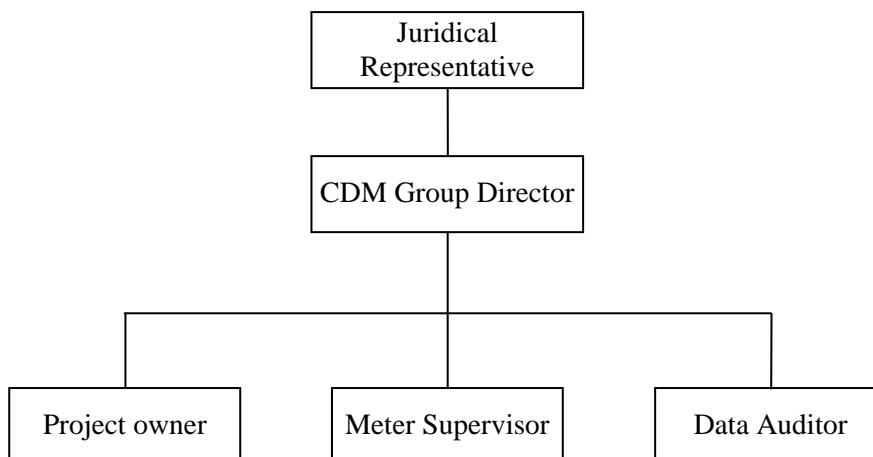 Juridical
Representative
CDM Group Director
Project owner
Meter Supervisor
Data Auditor